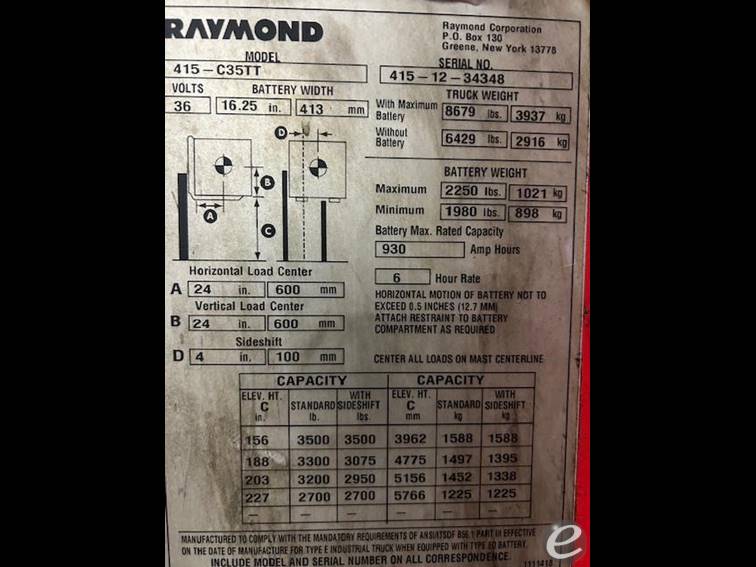 RAYMOND
Raymond Corporation
P.O. Box 130
Greene, New York 13778
MODEL
415-C35TT
SERIAL NO.
415-12-34348
VOLTS BATTERY WIDTH
36 16.25 in. 413 mm
TRUCK WEIGHT
With Maximum Battery 8679 lbs. 3937 kg
Without Battery 6429 lbs. 2916 kg
BATTERY WEIGHT
Maximum 2250 lbs. 1021 kg
Minimum 1980 lbs. 898 kg
Battery Max. Rated Capacity
930 Amp Hours
6 Hour Rate
HORIZONTAL MOTION OF BATTERY NOT TO
EXCEED 0.5 INCHES (12.7 MM)
ATTACH RESTRAINT TO BATTERY
COMPARTMENT AS REQUIRED
CENTER ALL LOADS ON MAST CENTERLINE
D
B
A
C
Horizontal Load Center
A 24 in. 600 mm
Vertical Load Center
B 24 in. 600 mm
Sideshift
D 4 in. 100 mm
CAPACITY CAPACITY
ELEV. HT. C in. STANDARD lb. WITH SIDESHIFT lbs. ELEV. HT. C mm STANDARD kg WITH SIDESHIFT kg
156 3500 3500 3962 1588 1588
188 3300 3075 4775 1497 1395
203 3200 2950 5156 1452 1338
227 2700 2700 5766 1225 1225
— — — — — —
MANUFACTURED TO COMPLY WITH THE MANDATORY REQUIREMENTS OF ANSI/ITSDF B56.1 PART III EFFECTIVE
ON THE DATE OF MANUFACTURE FOR TYPE E INDUSTRIAL TRUCK WHEN EQUIPPED WITH TYPE EO BATTERY.
INCLUDE MODEL AND SERIAL NUMBER ON ALL CORRESPONDENCE.
e